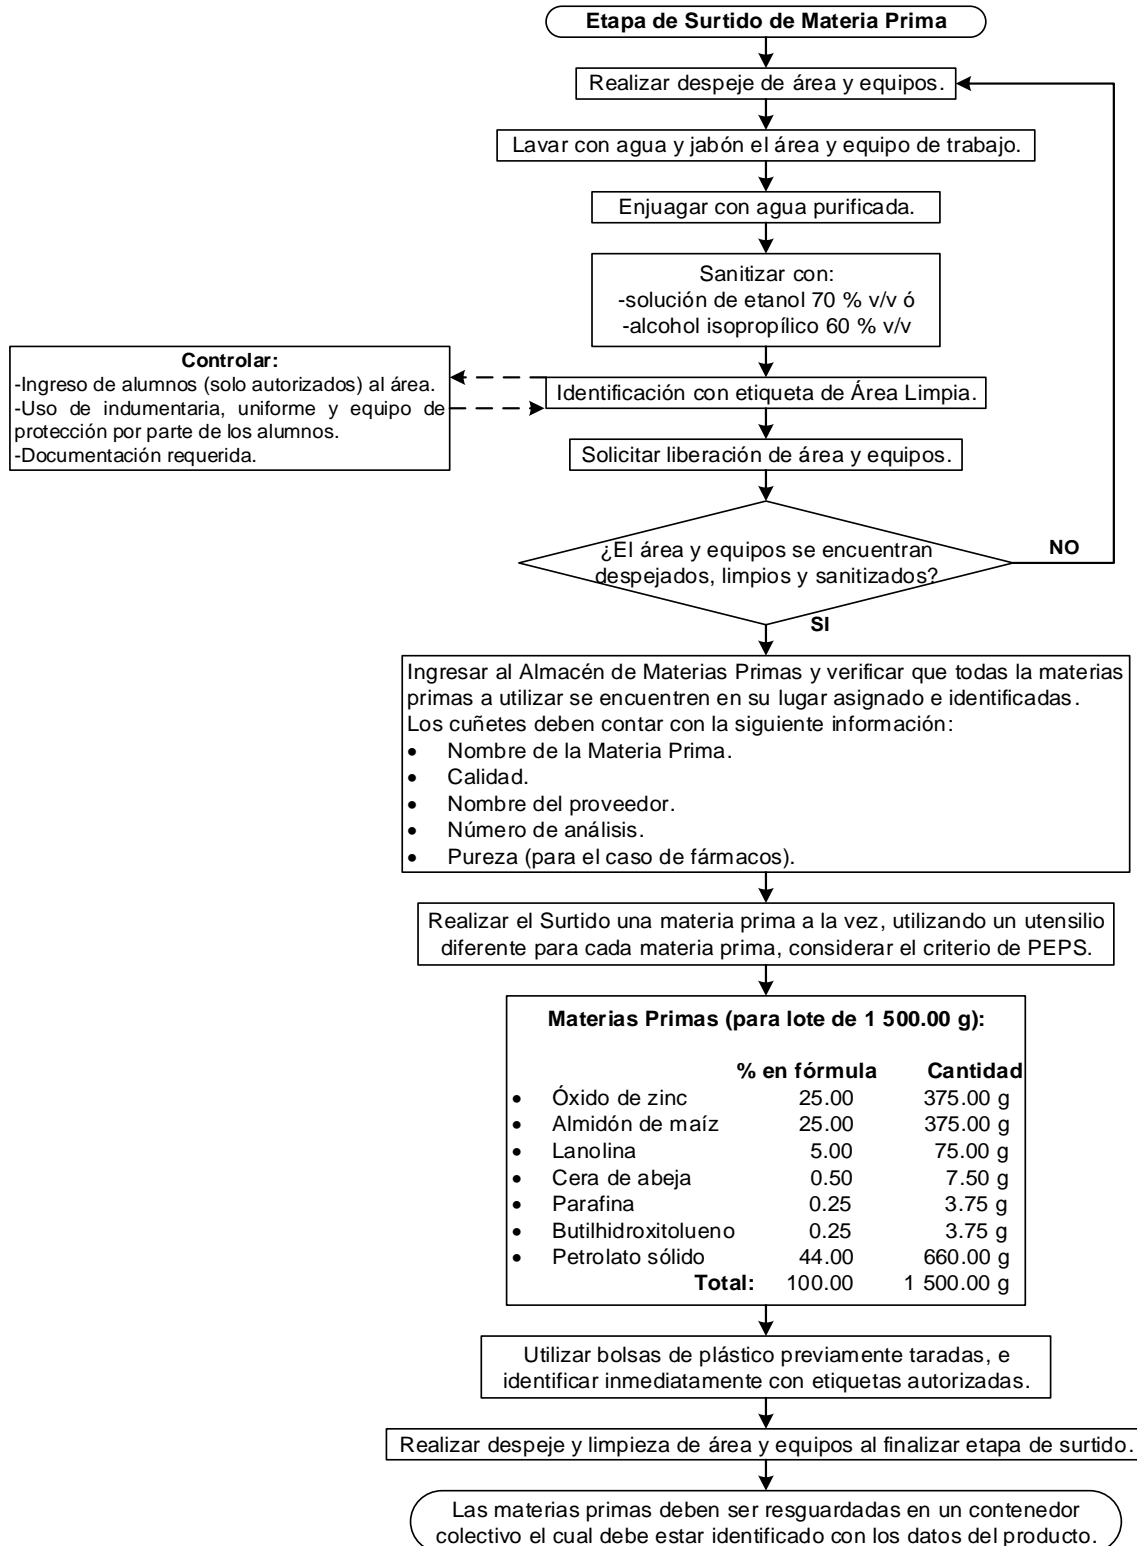 Etapa de Surtido de Materia Prima
Realizar despeje de área y equipos.
Lavar con agua y jabón el área y equipo de trabajo.
Enjuagar con agua purificada.
Sanitizar con:
-solución de etanol 70 % v/v ó
-alcohol isopropílico 60 % v/v
Controlar:
-Ingreso de alumnos (solo autorizados) al área.
-Uso de indumentaria, uniforme y equipo de
protección por parte de los alumnos.
-Documentación requerida.
Identificación con etiqueta de Área Limpia.
Solicitar liberación de área y equipos.
¿El área y equipos se encuentran
despejados, limpios y sanitizados?
NO
SI
Ingresar al Almacén de Materias Primas y verificar que todas la materias
primas a utilizar se encuentren en su lugar asignado e identificadas.
Los cuñetes deben contar con la siguiente información:
• Nombre de la Materia Prima.
• Calidad.
• Nombre del proveedor.
• Número de análisis.
• Pureza (para el caso de fármacos).
Realizar el Surtido una materia prima a la vez, utilizando un utensilio
diferente para cada materia prima, considerar el criterio de PEPS.
Materias Primas (para lote de 1 500.00 g):
% en fórmula Cantidad
• Óxido de zinc 25.00 375.00 g
• Almidón de maíz 25.00 375.00 g
• Lanolina 5.00 75.00 g
• Cera de abeja 0.50 7.50 g
• Parafina 0.25 3.75 g
• Butilhidroxitolueno 0.25 3.75 g
• Petrolato sólido 44.00 660.00 g
Total: 100.00 1 500.00 g
Utilizar bolsas de plástico previamente taradas, e
identificar inmediatamente con etiquetas autorizadas.
Realizar despeje y limpieza de área y equipos al finalizar etapa de surtido.
Las materias primas deben ser resguardadas en un contenedor
colectivo el cual debe estar identificado con los datos del producto.